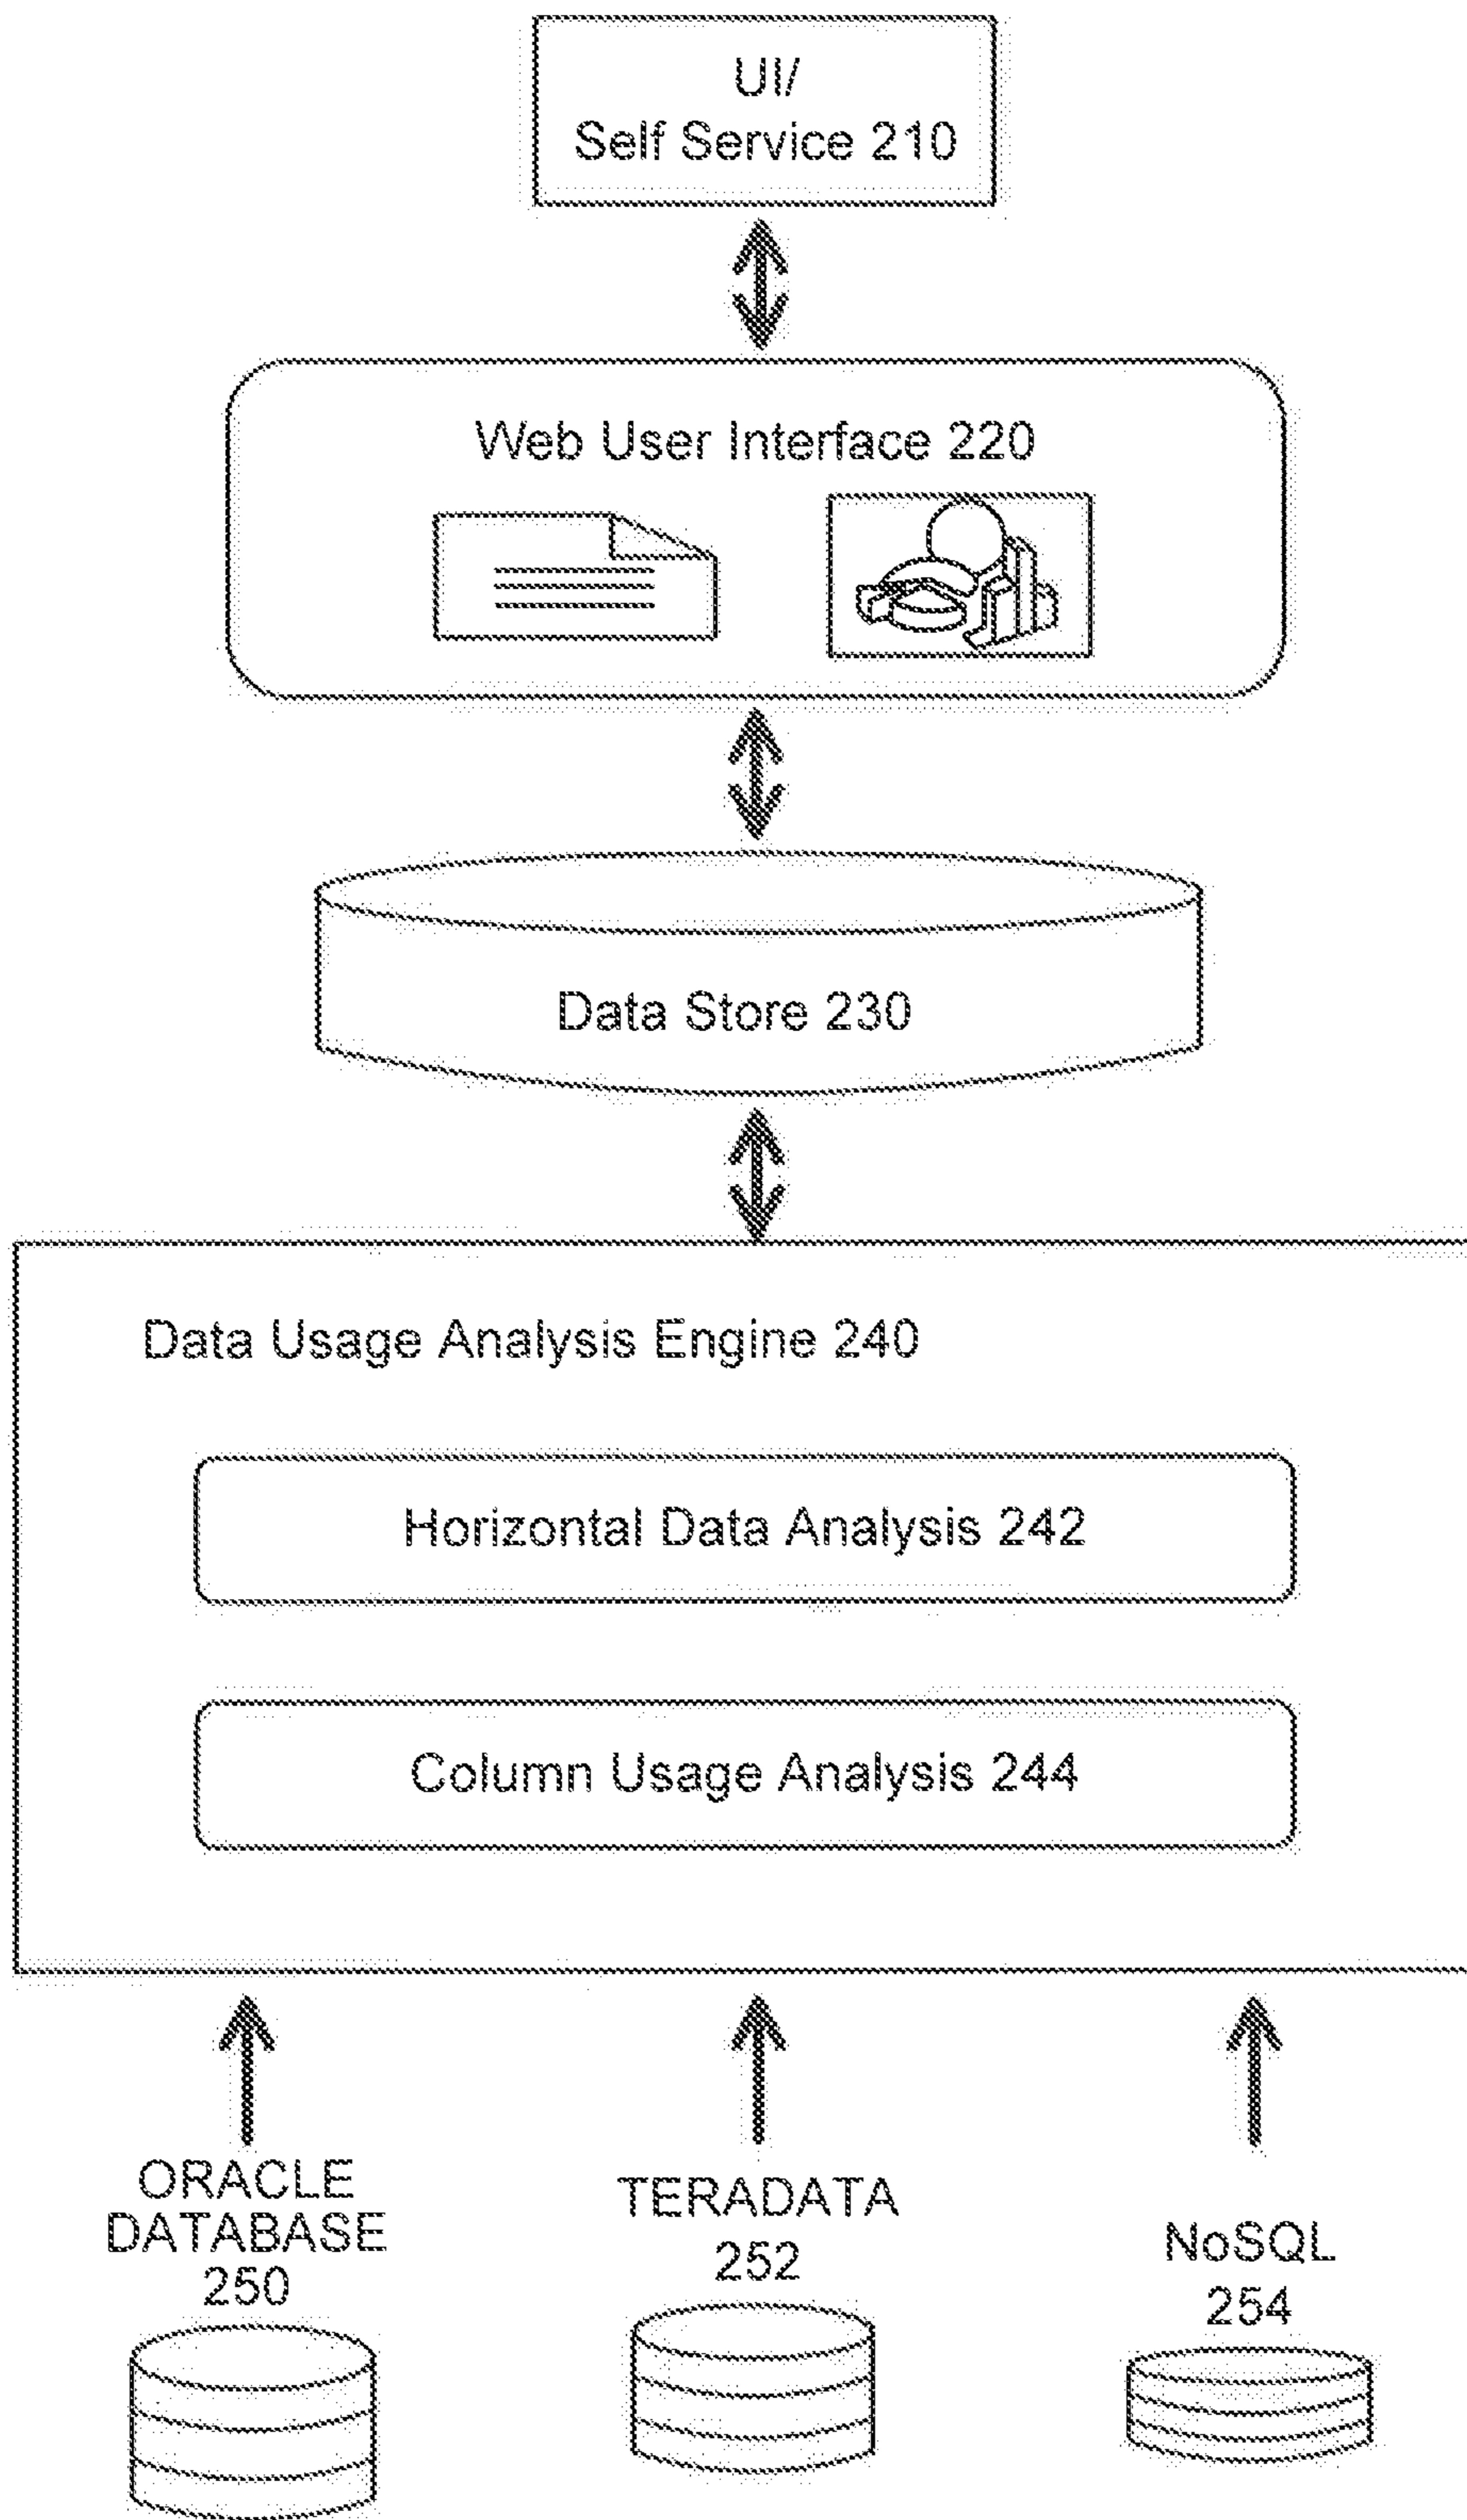 UI/
Self Service 210
Web User Interface 220
Data Store 230
Data Usage Analysis Engine 240
Horizontal Data Analysis 242
Column Usage Analysis 244
ORACLE
DATABASE
250
TERADATA
252
NoSQL
254